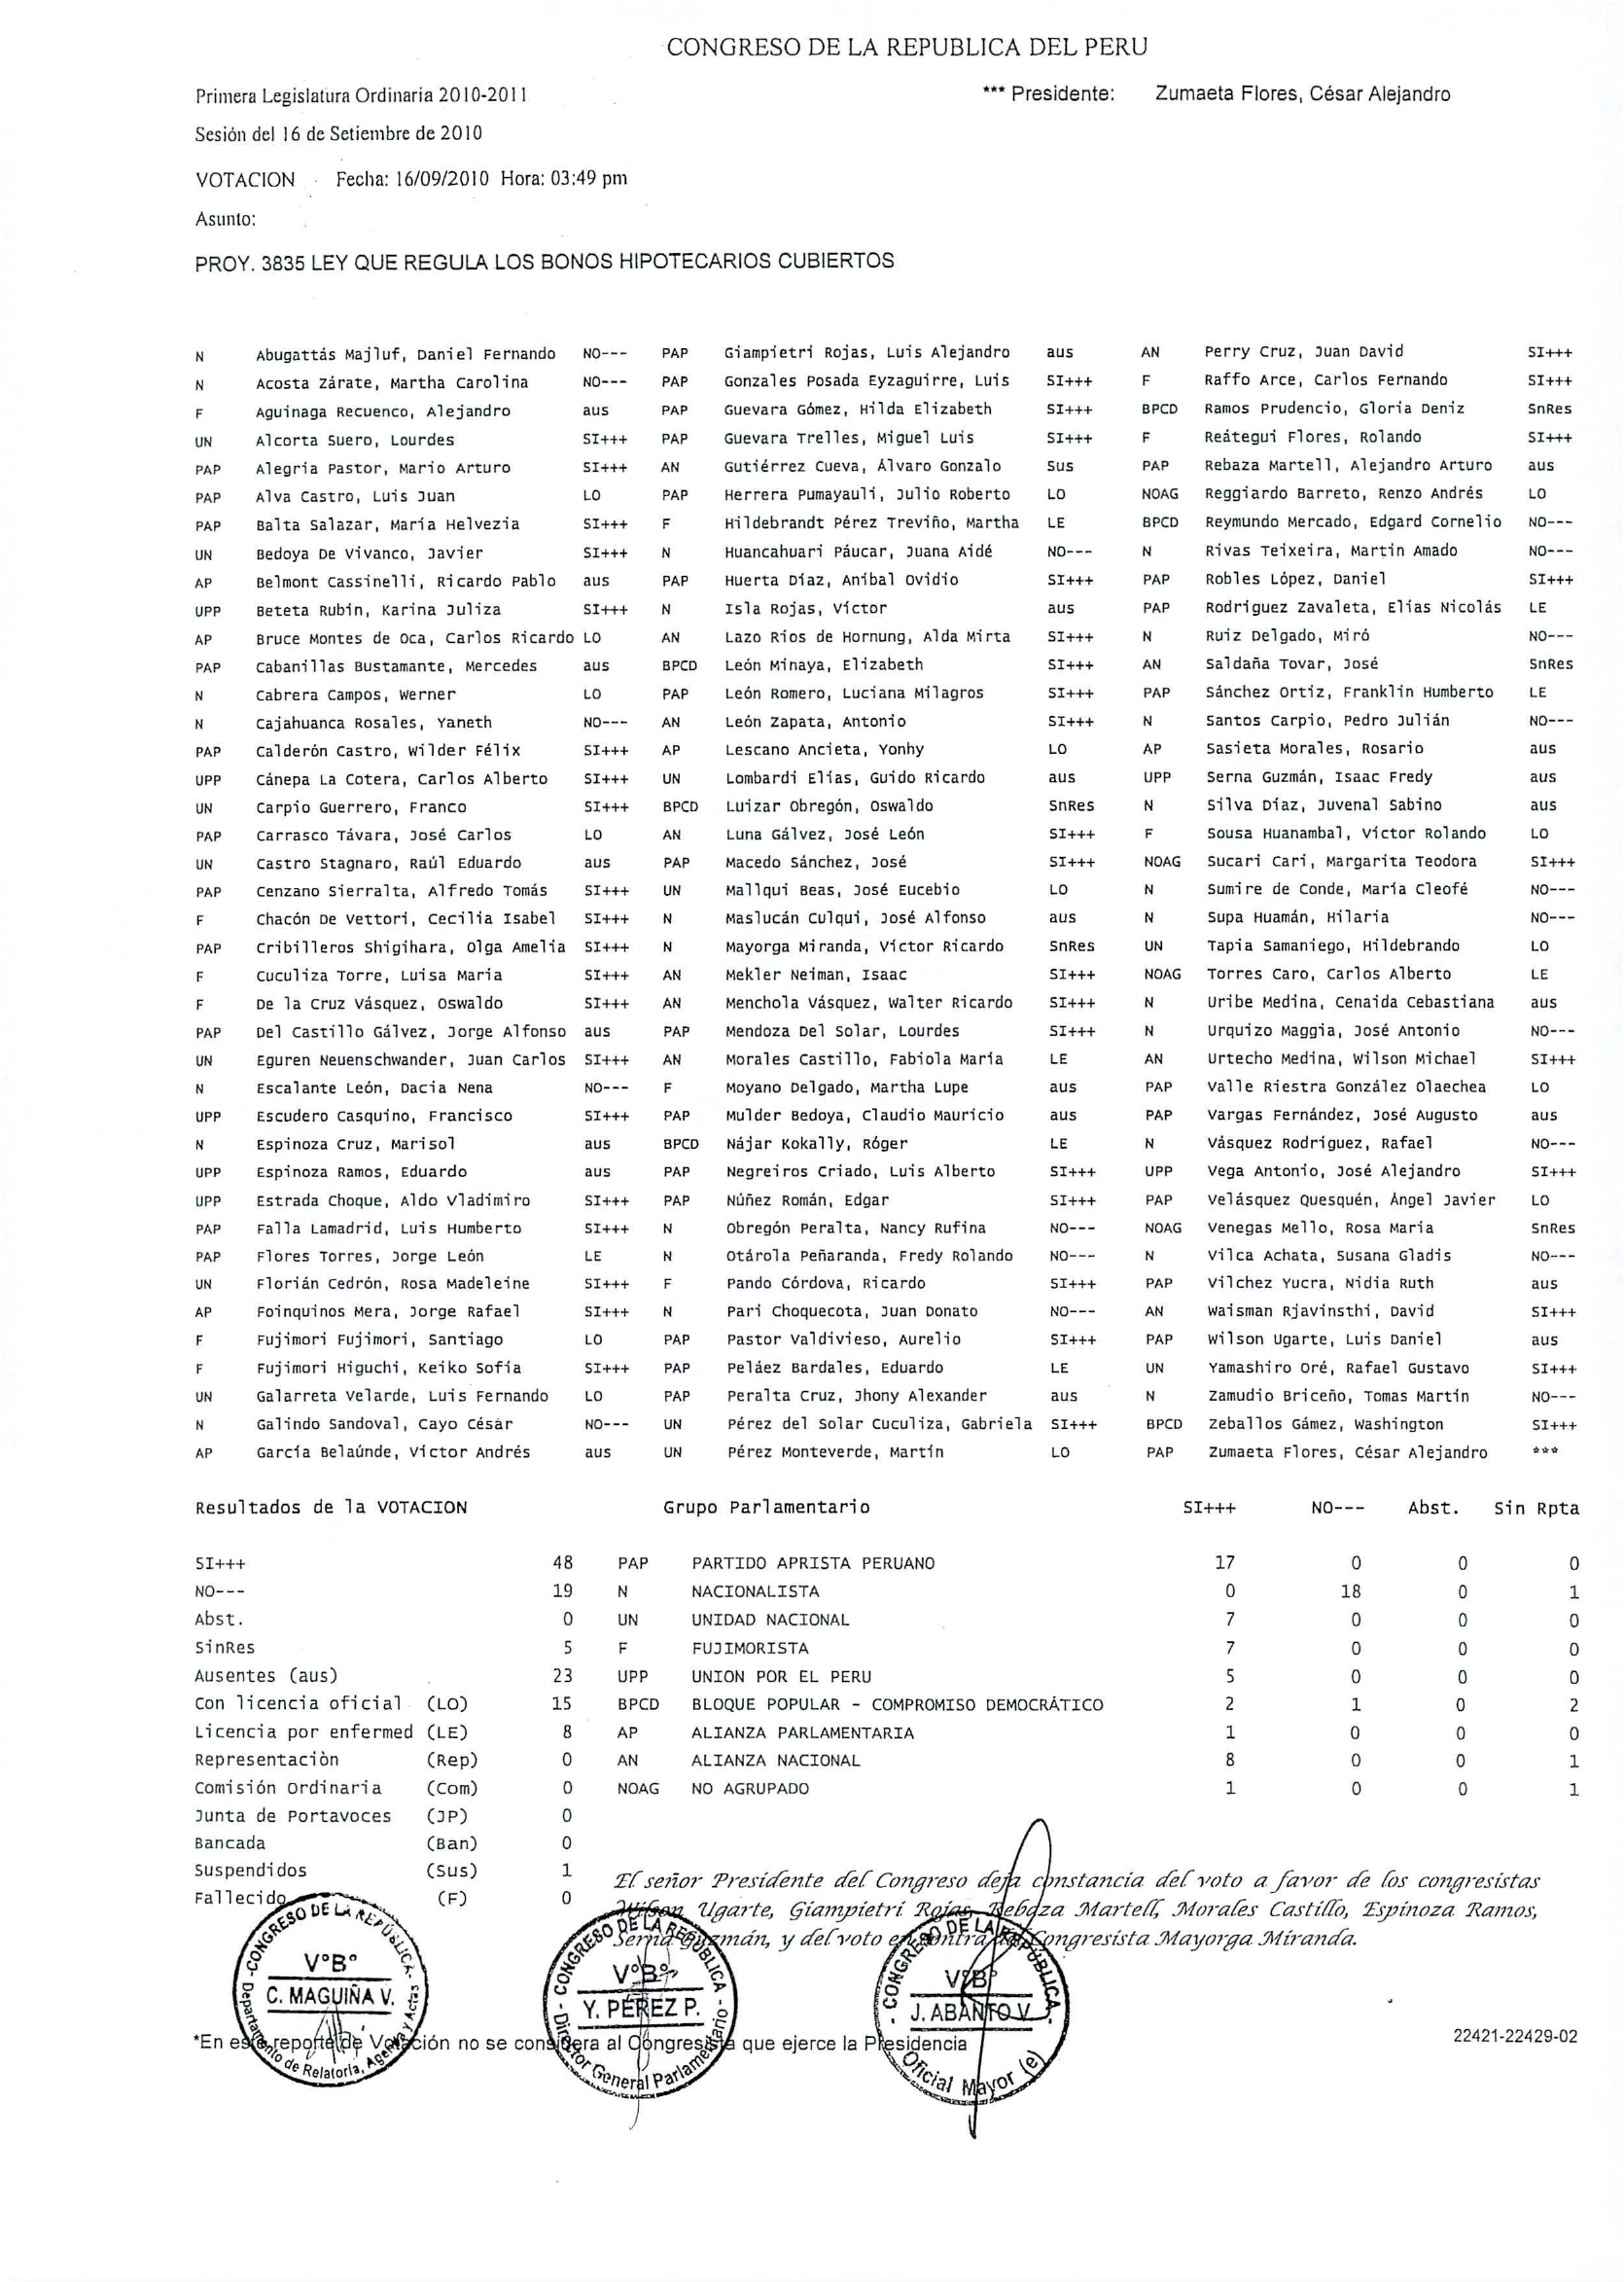 CONGRESO DE LA REPUBLICA DEL PERU
Primera Legislatura Ordinaria 2010-2011 *** Presidente: Zumaeta Flores, César Alejandro
Sesión del 16 de Setiembre de 2010
VOTACION Fecha: 16/09/2010 Hora: 03:49 pm
Asunto:
PROY. 3835 LEY QUE REGULA LOS BONOS HIPOTECARIOS CUBIERTOS
N Abugattás Majluf, Daniel Fernando NO--- PAP Giampietri Rojas, Luis Alejandro aus AN Perry Cruz, Juan David SI+++
N Acosta Zárate, Martha Carolina NO--- PAP Gonzales Posada Eyzaguirre, Luis SI+++ F Raffo Arce, Carlos Fernando SI+++
F Aguinaga Recuenco, Alejandro aus PAP Guevara Gómez, Hilda Elizabeth SI+++ BPCD Ramos Prudencio, Gloria Deniz SnRes
UN Alcorta Suero, Lourdes SI+++ PAP Guevara Trelles, Miguel Luis SI+++ F Reátegui Flores, Rolando SI+++
PAP Alegría Pastor, Mario Arturo SI+++ AN Gutiérrez Cueva, Álvaro Gonzalo Sus PAP Rebaza Martell, Alejandro Arturo aus
PAP Alva Castro, Luis Juan LO PAP Herrera Pumayauli, Julio Roberto LO NOAG Reggiardo Barreto, Renzo Andrés LO
PAP Balta Salazar, María Helvezia SI+++ F Hildebrandt Pérez Treviño, Martha LE BPCD Reymundo Mercado, Edgard Cornelio NO---
UN Bedoya De Vivanco, Javier SI+++ N Huancahuari Páucar, Juana Aidé NO--- N Rivas Teixeira, Martin Amado NO---
AP Belmont Cassinelli, Ricardo Pablo aus PAP Huerta Díaz, Anibal Ovidio SI+++ PAP Robles López, Daniel SI+++
UPP Beteta Rubín, Karina Juliza SI+++ N Isla Rojas, Víctor aus PAP Rodríguez Zavaleta, Elías Nicolás LE
AP Bruce Montes de Oca, Carlos Ricardo LO AN Lazo Ríos de Hornung, Alda Mirta SI+++ N Ruiz Delgado, Miró NO---
PAP Cabanillas Bustamante, Mercedes aus BPCD León Minaya, Elizabeth SI+++ AN Saldaña Tovar, José SnRes
N Cabrera Campos, Werner LO PAP León Romero, Luciana Milagros SI+++ PAP Sánchez Ortiz, Franklin Humberto LE
N Cajahuanca Rosales, Yaneth NO--- AN León Zapata, Antonio SI+++ N Santos Carpio, Pedro Julián NO---
PAP Calderón Castro, Wilder Félix SI+++ AP Lescano Ancieta, Yonhy LO AP Sasieta Morales, Rosario aus
UPP Cánepa La Cotera, Carlos Alberto SI+++ UN Lombardi Elías, Guido Ricardo aus UPP Serna Guzmán, Isaac Fredy aus
UN Carpio Guerrero, Franco SI+++ BPCD Luizar Obregón, Oswaldo SnRes N Silva Díaz, Juvenal Sabino aus
PAP Carrasco Távara, José Carlos LO AN Luna Gálvez, José León SI+++ F Sousa Huanambal, Víctor Rolando LO
UN Castro Stagnaro, Raúl Eduardo aus PAP Macedo Sánchez, José SI+++ NOAG Sucari Cari, Margarita Teodora SI+++
PAP Cenzano Sierralta, Alfredo Tomás SI+++ UN Mallqui Beas, José Eucebio LO N Sumire de Conde, María Cleofé NO---
F Chacón De Vettori, Cecilia Isabel SI+++ N Maslucán Culqui, José Alfonso aus N Supa Huamán, Hilaria NO---
PAP Cribilleros Shigihara, Olga Amelia SI+++ N Mayorga Miranda, Víctor Ricardo SnRes UN Tapia Samaniego, Hildebrando LO
F Cuculiza Torre, Luisa María SI+++ AN Mekler Neiman, Isaac SI+++ NOAG Torres Caro, Carlos Alberto LE
F De la Cruz Vásquez, Oswaldo SI+++ AN Menchola Vásquez, Walter Ricardo SI+++ N Uribe Medina, Cenaida Cebastiana aus
PAP Del Castillo Gálvez, Jorge Alfonso aus PAP Mendoza Del Solar, Lourdes SI+++ N Urquizo Maggia, José Antonio NO---
UN Eguren Neuenschwander, Juan Carlos SI+++ AN Morales Castillo, Fabiola María LE AN Urtecho Medina, Wilson Michael SI+++
N Escalante León, Dacia Nena NO--- F Moyano Delgado, Martha Lupe aus PAP Valle Riestra González Olaechea LO
UPP Escudero Casquino, Francisco SI+++ PAP Mulder Bedoya, Claudio Mauricio aus PAP Vargas Fernández, José Augusto aus
N Espinoza Cruz, Marisol aus BPCD Nájar Kokally, Róger LE N Vásquez Rodríguez, Rafael NO---
UPP Espinoza Ramos, Eduardo aus PAP Negreiros Criado, Luis Alberto SI+++ UPP Vega Antonio, José Alejandro SI+++
UPP Estrada Choque, Aldo Vladimiro SI+++ PAP Núñez Román, Edgar SI+++ PAP Velásquez Quesquén, Ángel Javier LO
PAP Falla Lamadrid, Luis Humberto SI+++ N Obregón Peralta, Nancy Rufina NO--- NOAG Venegas Mello, Rosa María SnRes
PAP Flores Torres, Jorge León LE N Otárola Peñaranda, Fredy Rolando NO--- N Vilca Achata, Susana Gladis NO---
UN Florián Cedrón, Rosa Madeleine SI+++ F Pando Córdova, Ricardo SI+++ PAP Vilchez Yucra, Nidia Ruth aus
AP Foinquinos Mera, Jorge Rafael SI+++ N Pari Choquecota, Juan Donato NO--- AN Waisman Rjavinsthi, David SI+++
F Fujimori Fujimori, Santiago LO PAP Pastor Valdivieso, Aurelio SI+++ PAP Wilson Ugarte, Luis Daniel aus
F Fujimori Higuchi, Keiko Sofía SI+++ PAP Peláez Bardales, Eduardo LE UN Yamashiro Oré, Rafael Gustavo SI+++
UN Galarreta Velarde, Luis Fernando LO PAP Peralta Cruz, Jhony Alexander aus N Zamudio Briceño, Tomas Martín NO---
N Galindo Sandoval, Cayo César NO--- UN Pérez del Solar Cuculiza, Gabriela SI+++ BPCD Zeballos Gámez, Washington SI+++
AP García Belaúnde, Víctor Andrés aus UN Pérez Monteverde, Martín LO PAP Zumaeta Flores, César Alejandro ***
Resultados de la VOTACION Grupo Parlamentario SI+++ NO--- Abst. Sin Rpta
SI+++ 48 PAP PARTIDO APRISTA PERUANO 17 0 0 0
NO--- 19 N NACIONALISTA 0 18 0 1
Abst. 0 UN UNIDAD NACIONAL 7 0 0 0
SinRes 5 F FUJIMORISTA 7 0 0 0
Ausentes (aus) 23 UPP UNION POR EL PERU 5 0 0 0
Con licencia oficial (LO) 15 BPCD BLOQUE POPULAR - COMPROMISO DEMOCRÁTICO 2 1 0 2
Licencia por enfermed (LE) 8 AP ALIANZA PARLAMENTARIA 1 0 0 0
Representaciòn (Rep) 0 AN ALIANZA NACIONAL 8 0 0 1
Comisión Ordinaria (Com) 0 NOAG NO AGRUPADO 1 0 0 1
Junta de Portavoces (JP) 0
Bancada (Ban) 0
Suspendidos (Sus) 1
Fallecido (F) 0
El señor Presidente del Congreso deja constancia del voto a favor de los congresistas
Wilson Ugarte, Giampietri Rojas, Rebaza Martell, Morales Castillo, Espinoza Ramos,
Serna Guzmán, y del voto en contra del Congresista Mayorga Miranda.
CONGRESO DE LA REPÚBLICA
V°B°
C. MAGUIÑA V.
Departamento de Relatoría, Agenda y Actas
CONGRESO DE LA REPÚBLICA
V°B°
Y. PÉREZ P.
Director General Parlamentario
CONGRESO DE LA REPÚBLICA
V°B°
J. ABANTO V.
Oficial Mayor (e)
*En este reporte de Votación no se considera al Congresista que ejerce la Presidencia
22421-22429-02